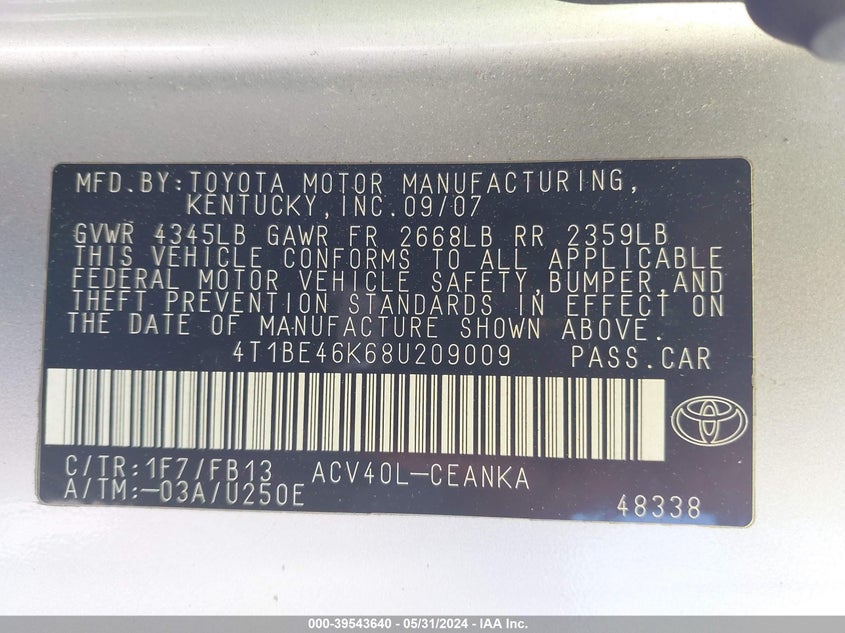 MFD.BY:TOYOTA MOTOR MANUFACTURING,
KENTUCKY,INC.09/07
GVWR 4345LB GAWR FR 2668LB RR 2359LB
THIS VEHICLE CONFORMS TO ALL APPLICABLE
FEDERAL MOTOR VEHICLE SAFETY,BUMPER,AND
THEFT PREVENTION STANDARDS IN EFFECT ON
THE DATE OF MANUFACTURE SHOWN ABOVE.
4T1BE46K68U209009 PASS.CAR
C/TR:1F7/FB13 ACV40L-CEANKA
A/TM:-03A/U250E
48338
000-39543640 - 05/31/2024 - IAA Inc.